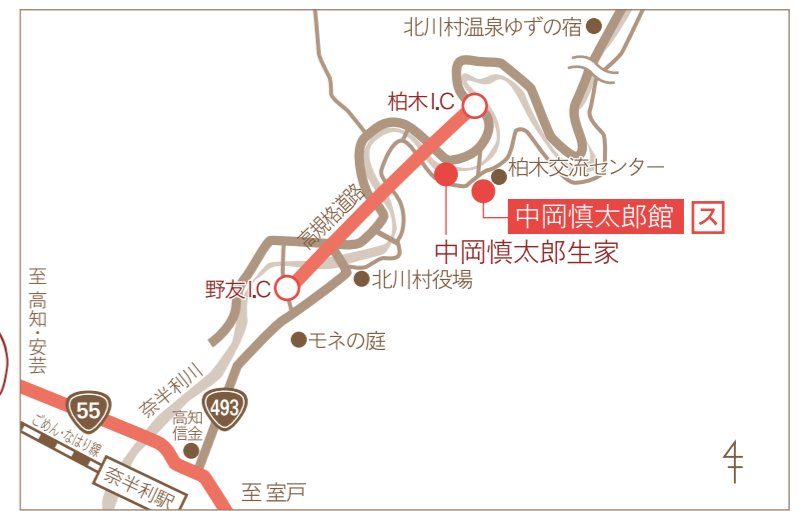 北川村温泉ゆずの宿
柏木I.C
柏木交流センター
中岡慎太郎館 ス
中岡慎太郎生家
高規格道路
野友I.C
北川村役場
至 高知・安芸
モネの庭
奈半利川
55
493
高知
信金
ごめん・なはり線
奈半利駅
至 室戸